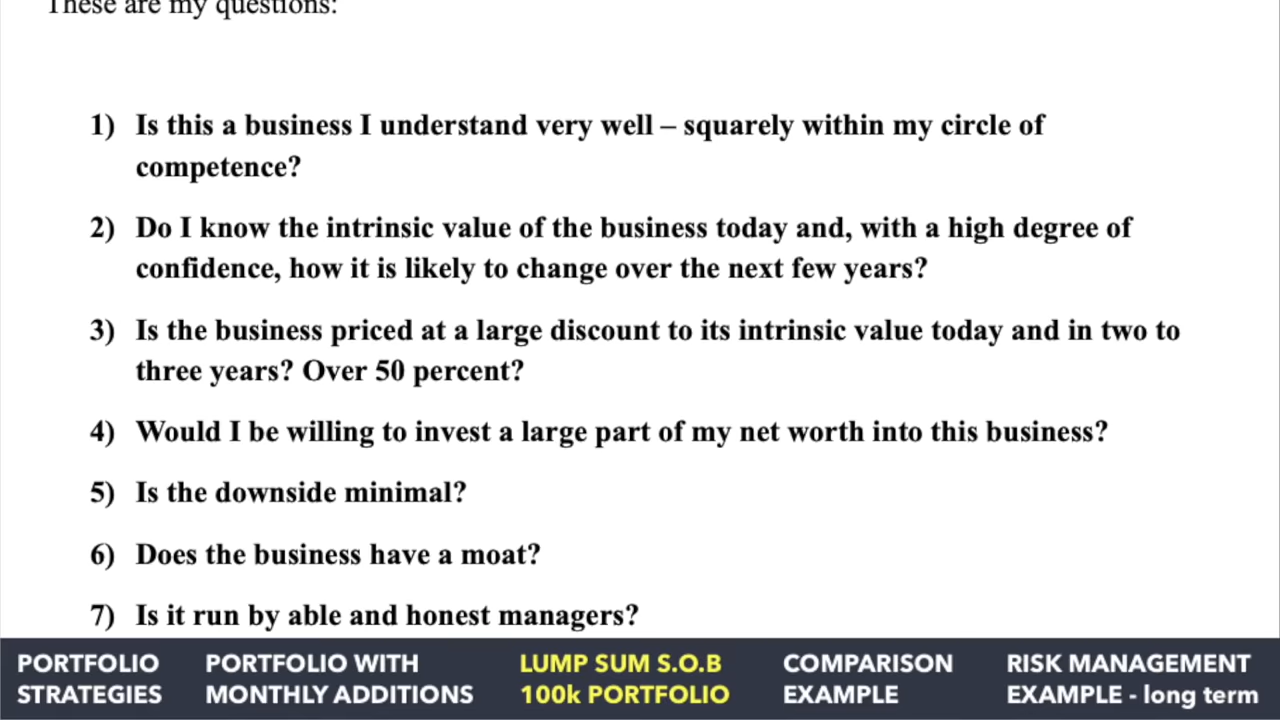 These are my questions:
1) Is this a business I understand very well – squarely within my circle of
competence?
2) Do I know the intrinsic value of the business today and, with a high degree of
confidence, how it is likely to change over the next few years?
3) Is the business priced at a large discount to its intrinsic value today and in two to
three years? Over 50 percent?
4) Would I be willing to invest a large part of my net worth into this business?
5) Is the downside minimal?
6) Does the business have a moat?
7) Is it run by able and honest managers?
PORTFOLIO
STRATEGIES
PORTFOLIO WITH
MONTHLY ADDITIONS
LUMP SUM S.O.B
100k PORTFOLIO
COMPARISON
EXAMPLE
RISK MANAGEMENT
EXAMPLE - long term